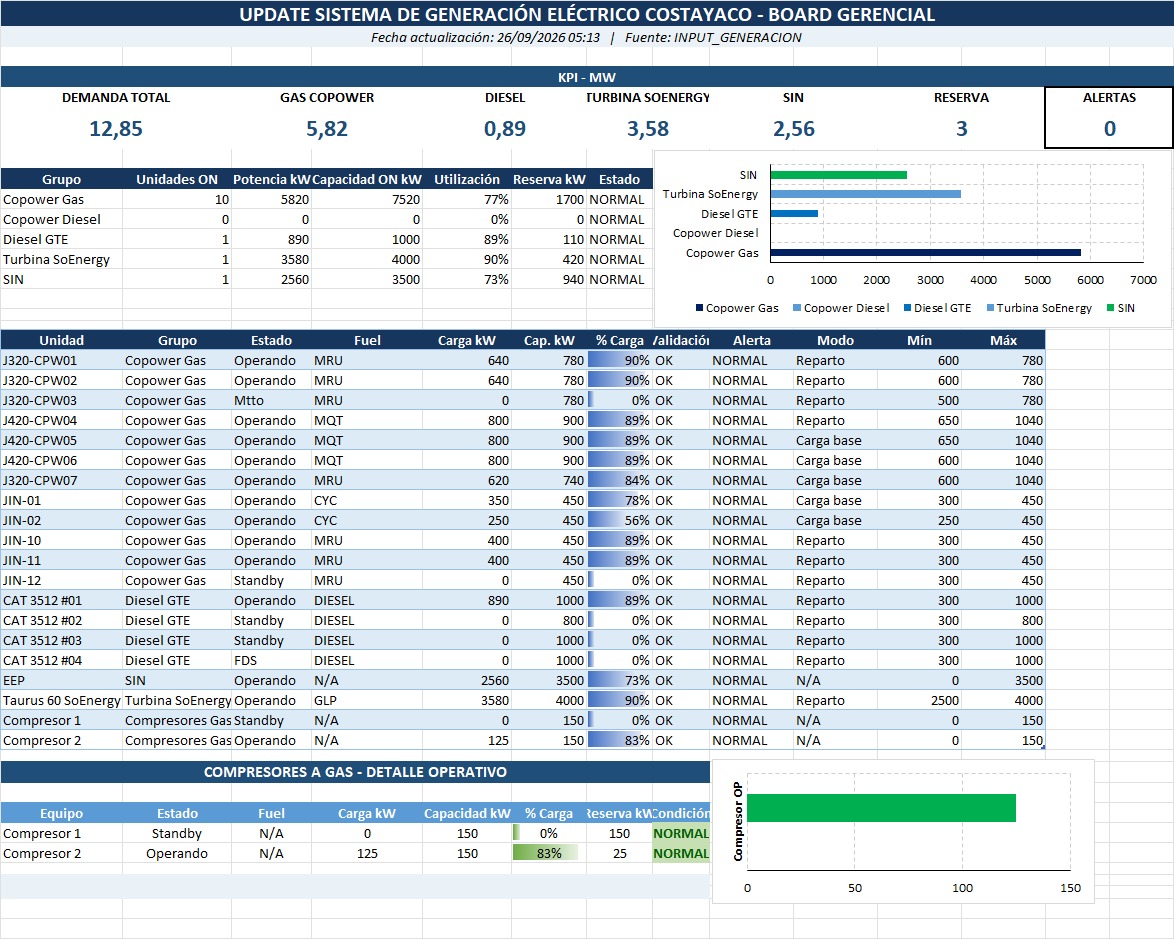 UPDATE SISTEMA DE GENERACIÓN ELÉCTRICO COSTAYACO - BOARD GERENCIAL
Fecha actualización: 26/09/2026 05:13 | Fuente: INPUT_GENERACION
KPI - MW
DEMANDA TOTAL GAS COPOWER DIESEL TURBINA SOENERGY SIN RESERVA ALERTAS
12,85 5,82 0,89 3,58 2,56 3 0
Grupo Unidades ON Potencia kW Capacidad ON kW Utilización Reserva kW Estado
Copower Gas 10 5820 7520 77% 1700 NORMAL
Copower Diesel 0 0 0 0% 0 NORMAL
Diesel GTE 1 890 1000 89% 110 NORMAL
Turbina SoEnergy 1 3580 4000 90% 420 NORMAL
SIN 1 2560 3500 73% 940 NORMAL
SIN
Turbina SoEnergy
Diesel GTE
Copower Diesel
Copower Gas
0 1000 2000 3000 4000 5000 6000 7000
Copower Gas Copower Diesel Diesel GTE Turbina SoEnergy SIN
Unidad Grupo Estado Fuel Carga kW Cap. kW % Carga Validación Alerta Modo Mín Máx
J320-CPW01 Copower Gas Operando MRU 640 780 90% OK NORMAL Reparto 600 780
J320-CPW02 Copower Gas Operando MRU 640 780 90% OK NORMAL Reparto 600 780
J320-CPW03 Copower Gas Mtto MRU 0 780 0% OK NORMAL Reparto 500 780
J420-CPW04 Copower Gas Operando MQT 800 900 89% OK NORMAL Reparto 650 1040
J420-CPW05 Copower Gas Operando MQT 800 900 89% OK NORMAL Carga base 650 1040
J420-CPW06 Copower Gas Operando MQT 800 900 89% OK NORMAL Carga base 600 1040
J320-CPW07 Copower Gas Operando MRU 620 740 84% OK NORMAL Carga base 600 1040
JIN-01 Copower Gas Operando CYC 350 450 78% OK NORMAL Carga base 300 450
JIN-02 Copower Gas Operando CYC 250 450 56% OK NORMAL Carga base 250 450
JIN-10 Copower Gas Operando MRU 400 450 89% OK NORMAL Reparto 300 450
JIN-11 Copower Gas Operando MRU 400 450 89% OK NORMAL Reparto 300 450
JIN-12 Copower Gas Standby MRU 0 450 0% OK NORMAL Reparto 300 450
CAT 3512 #01 Diesel GTE Operando DIESEL 890 1000 89% OK NORMAL Reparto 300 1000
CAT 3512 #02 Diesel GTE Standby DIESEL 0 800 0% OK NORMAL Reparto 300 800
CAT 3512 #03 Diesel GTE Standby DIESEL 0 1000 0% OK NORMAL Reparto 300 1000
CAT 3512 #04 Diesel GTE FDS DIESEL 0 1000 0% OK NORMAL Reparto 300 1000
EEP SIN Operando N/A 2560 3500 73% OK NORMAL N/A 0 3500
Taurus 60 SoEnergy Turbina SoEnergy Operando GLP 3580 4000 90% OK NORMAL Reparto 2500 4000
Compresor 1 Compresores Gas Standby N/A 0 150 0% OK NORMAL N/A 0 150
Compresor 2 Compresores Gas Operando N/A 125 150 83% OK NORMAL N/A 0 150
COMPRESORES A GAS - DETALLE OPERATIVO
Equipo Estado Fuel Carga kW Capacidad kW % Carga Reserva kW Condición
Compresor 1 Standby N/A 0 150 0% 150 NORMAL
Compresor 2 Operando N/A 125 150 83% 25 NORMAL
Compresor OP
0 50 100 150